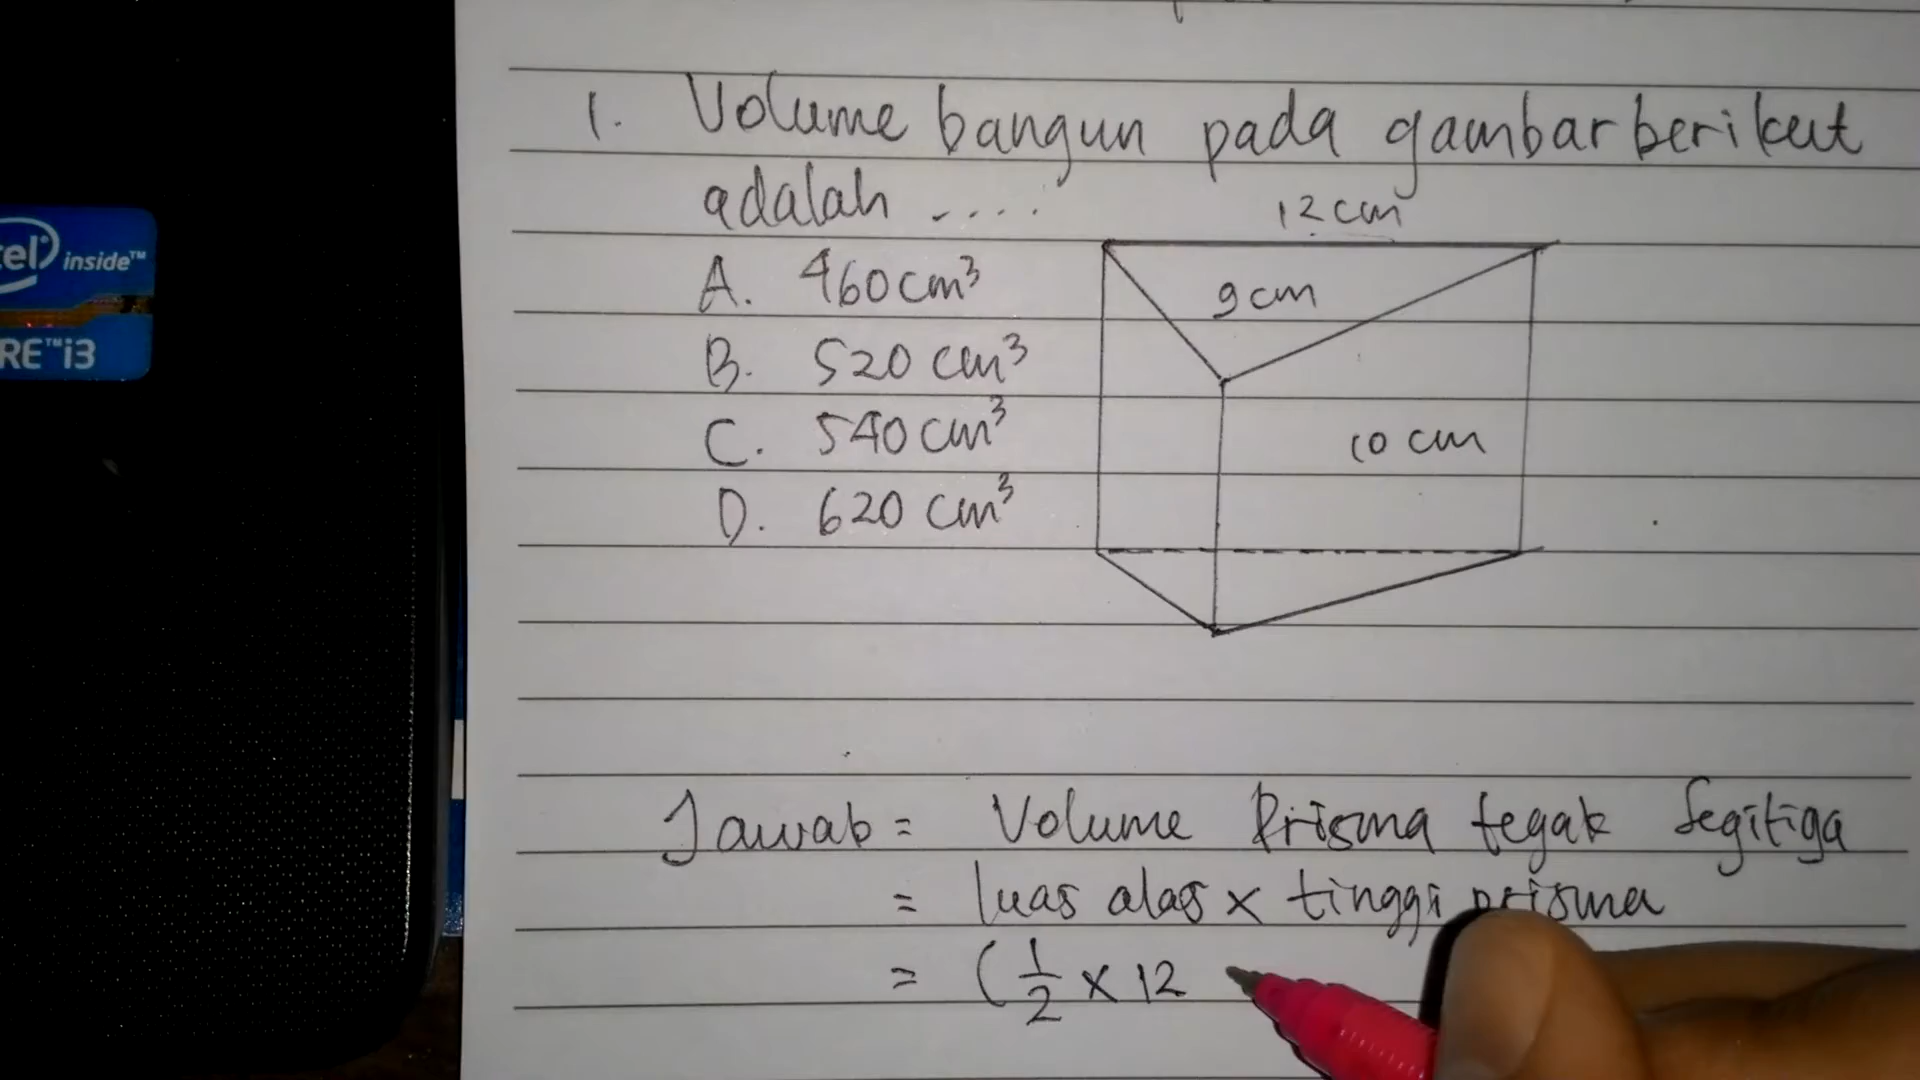 1. Volume bangun pada gambar berikut
adalah ....
12 cm
A. 460 cm³
9 cm
B. 520 cm³
C. 540 cm³
10 cm
D. 620 cm³
Jawab = Volume Prisma tegak segitiga
= luas alas x tinggi prisma
= (1/2 x 12
inside™
RE™ i3